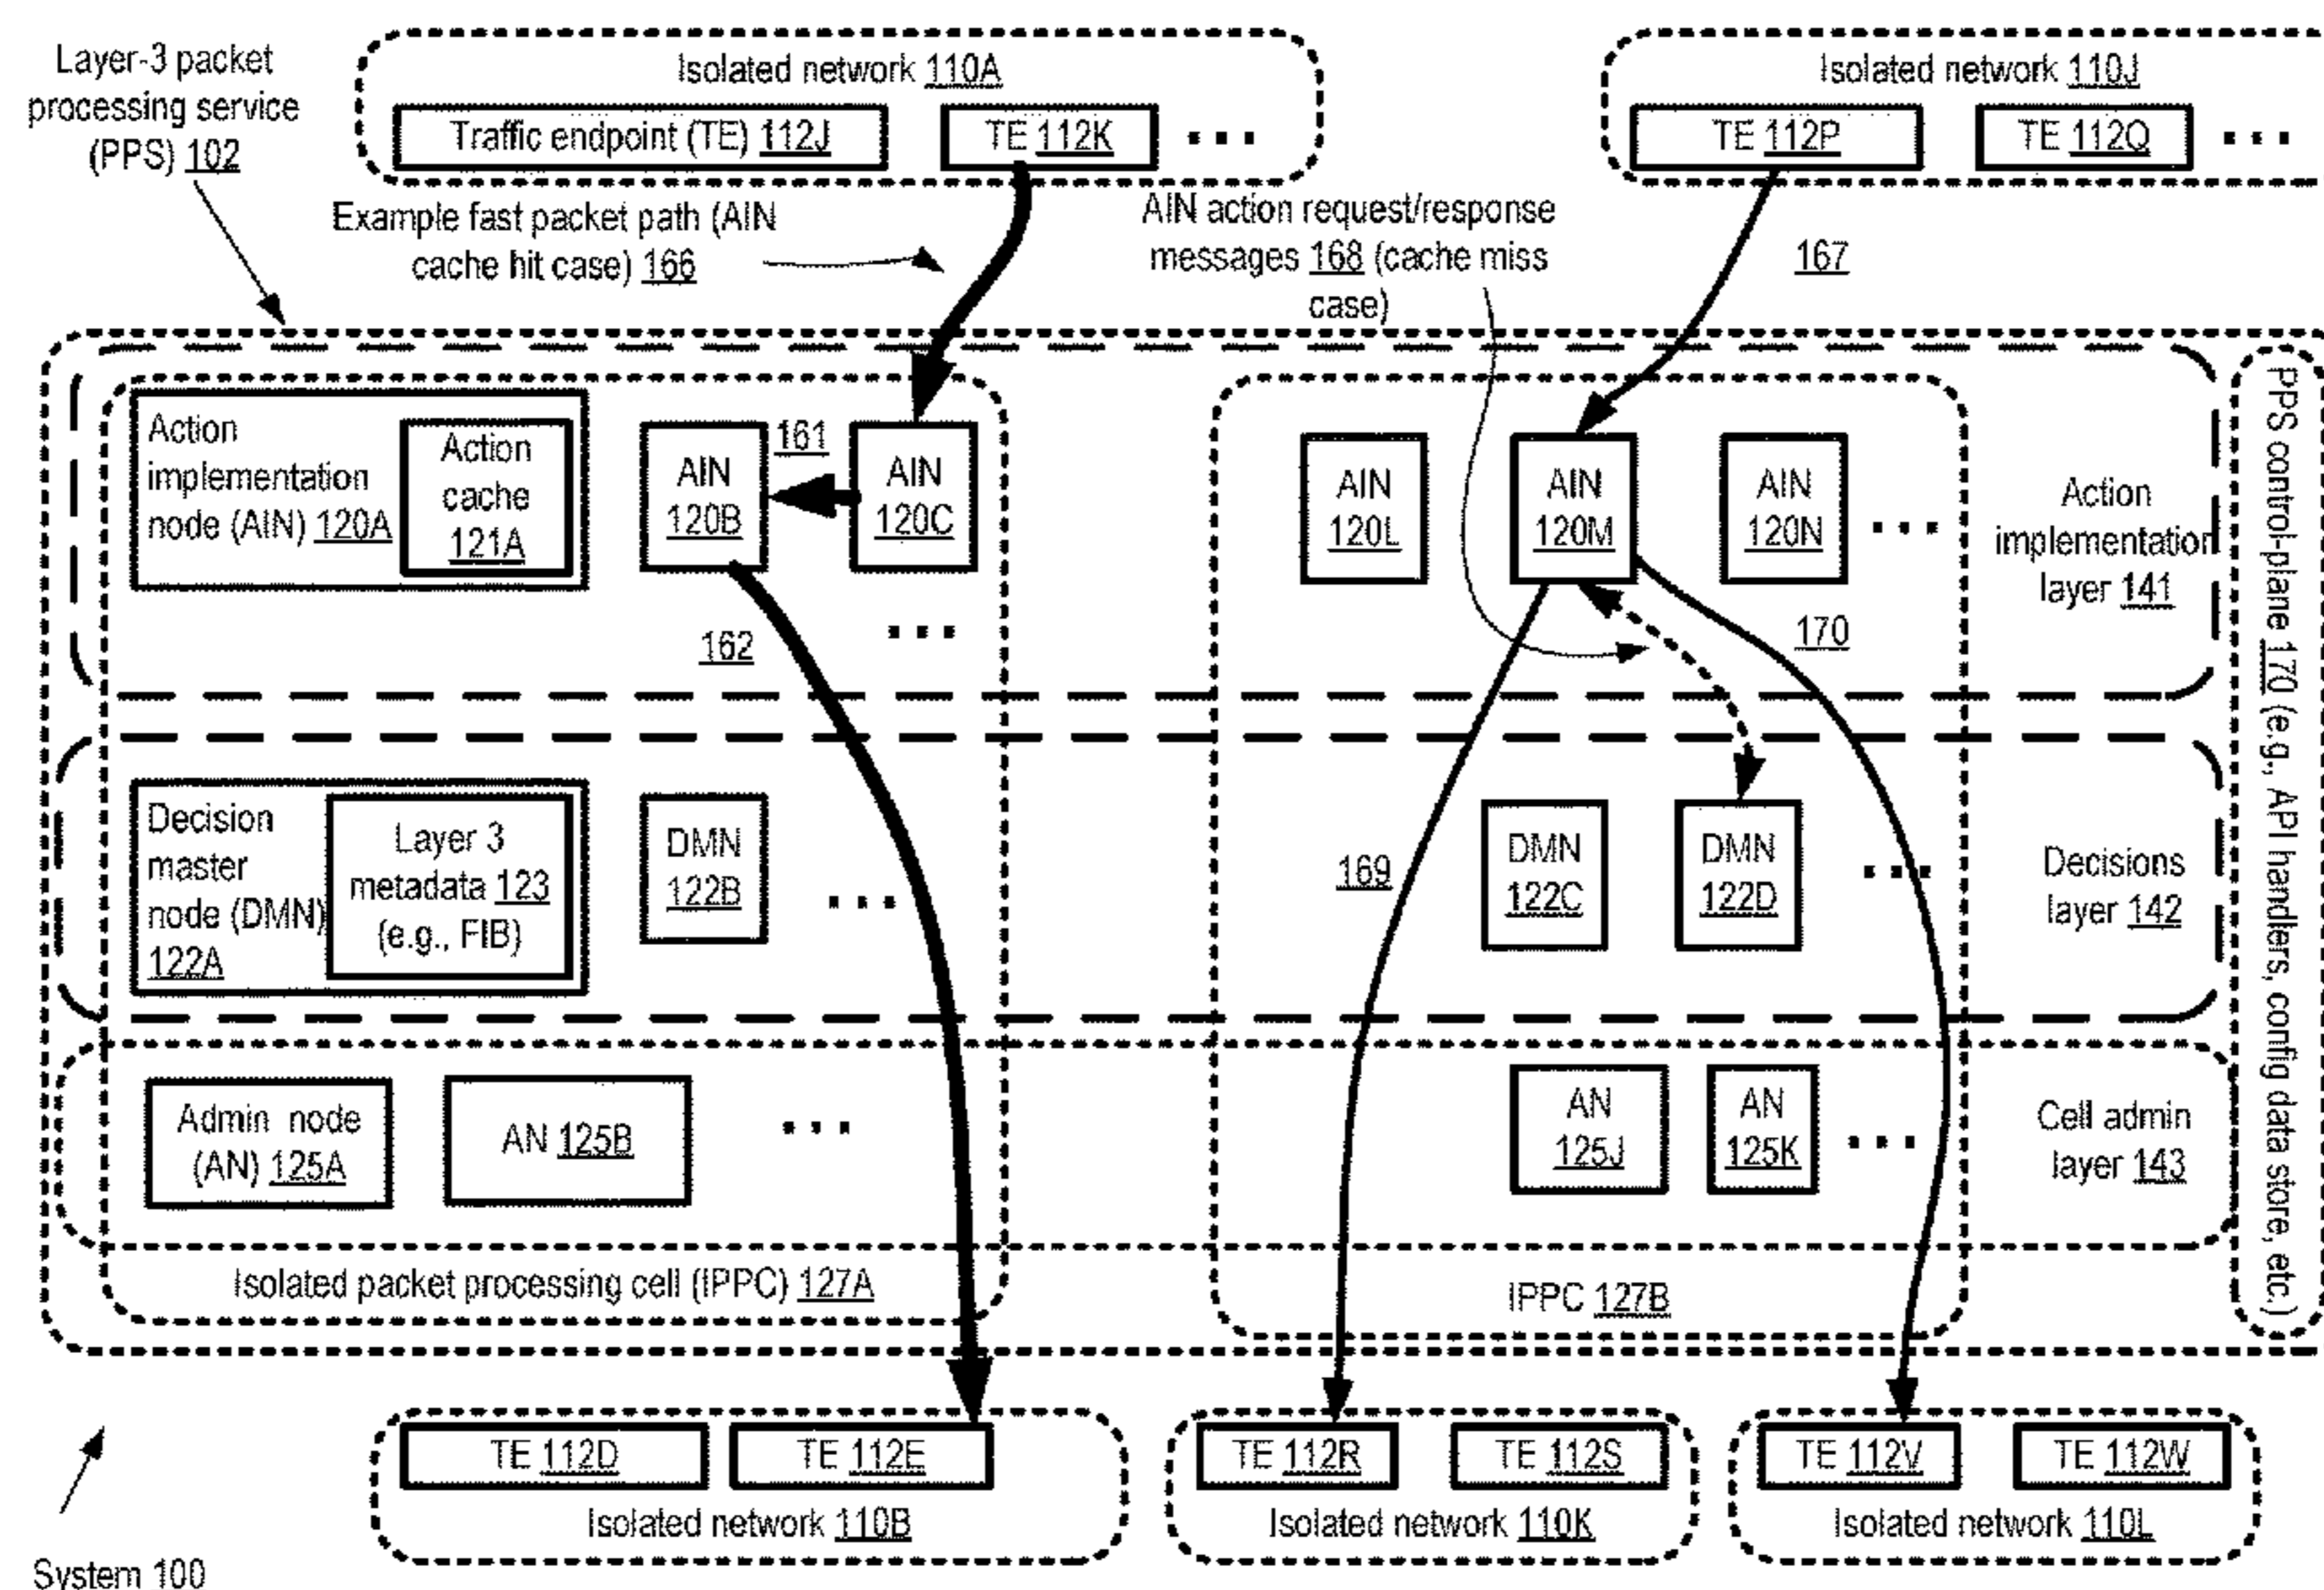 Layer-3 packet
processing service
(PPS) 102
Isolated network 110A
Traffic endpoint (TE) 112J
TE 112K
...
Isolated network 110J
TE 112P
TE 112Q
...
Example fast packet path (AIN
cache hit case) 166
AIN action request/response
messages 168 (cache miss
case)
167
Action
implementation
node (AIN) 120A
Action
cache
121A
AIN
120B
161
AIN
120C
...
162
AIN
120L
AIN
120M
AIN
120N
...
170
Action
implementation
layer 141
PPS control-plane 170 (e.g., API handlers, config data store, etc.)
Decision
master
node (DMN)
122A
Layer 3
metadata 123
(e.g., FIB)
DMN
122B
...
169
DMN
122C
DMN
122D
...
Decisions
layer 142
Admin node
(AN) 125A
AN 125B
...
AN
125J
AN
125K
...
Cell admin
layer 143
Isolated packet processing cell (IPPC) 127A
IPPC 127B
TE 112D
TE 112E
Isolated network 110B
TE 112R
TE 112S
Isolated network 110K
TE 112V
TE 112W
Isolated network 110L
System 100